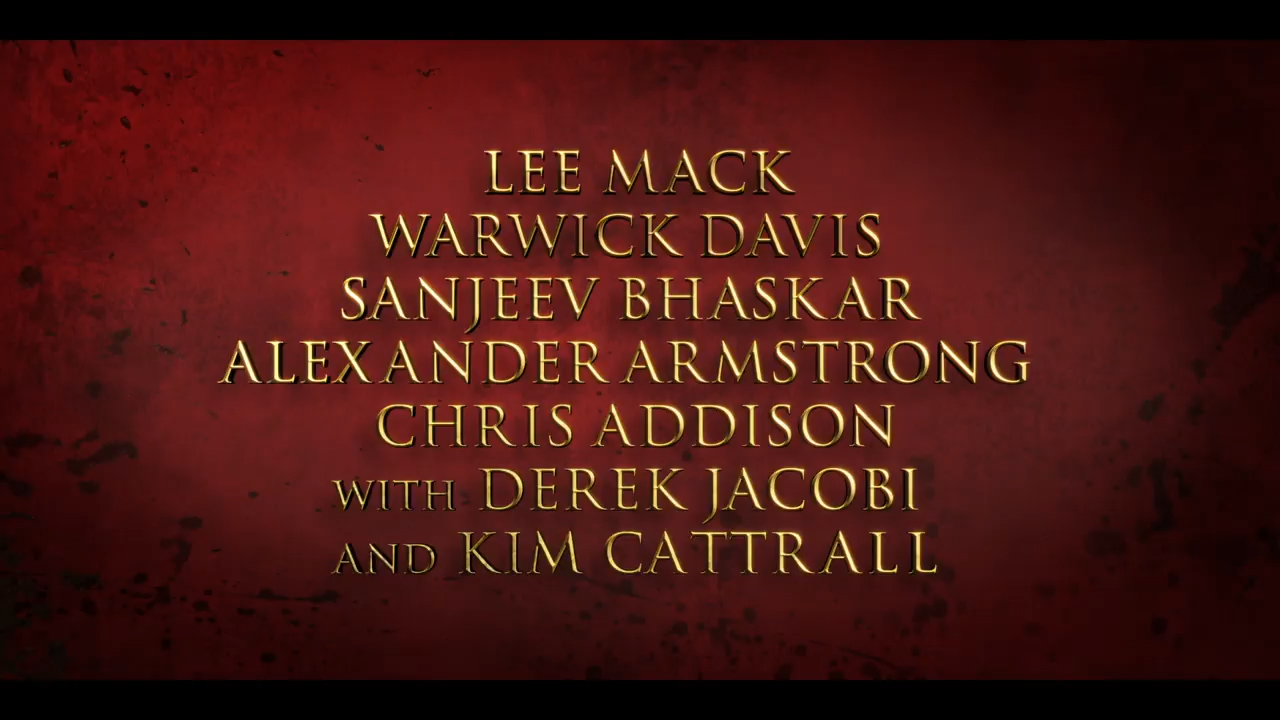 LEE MACK
WARWICK DAVIS
SANJEEV BHASKAR
ALEXANDER ARMSTRONG
CHRIS ADDISON
WITH DEREK JACOBI
AND KIM CATTRALL